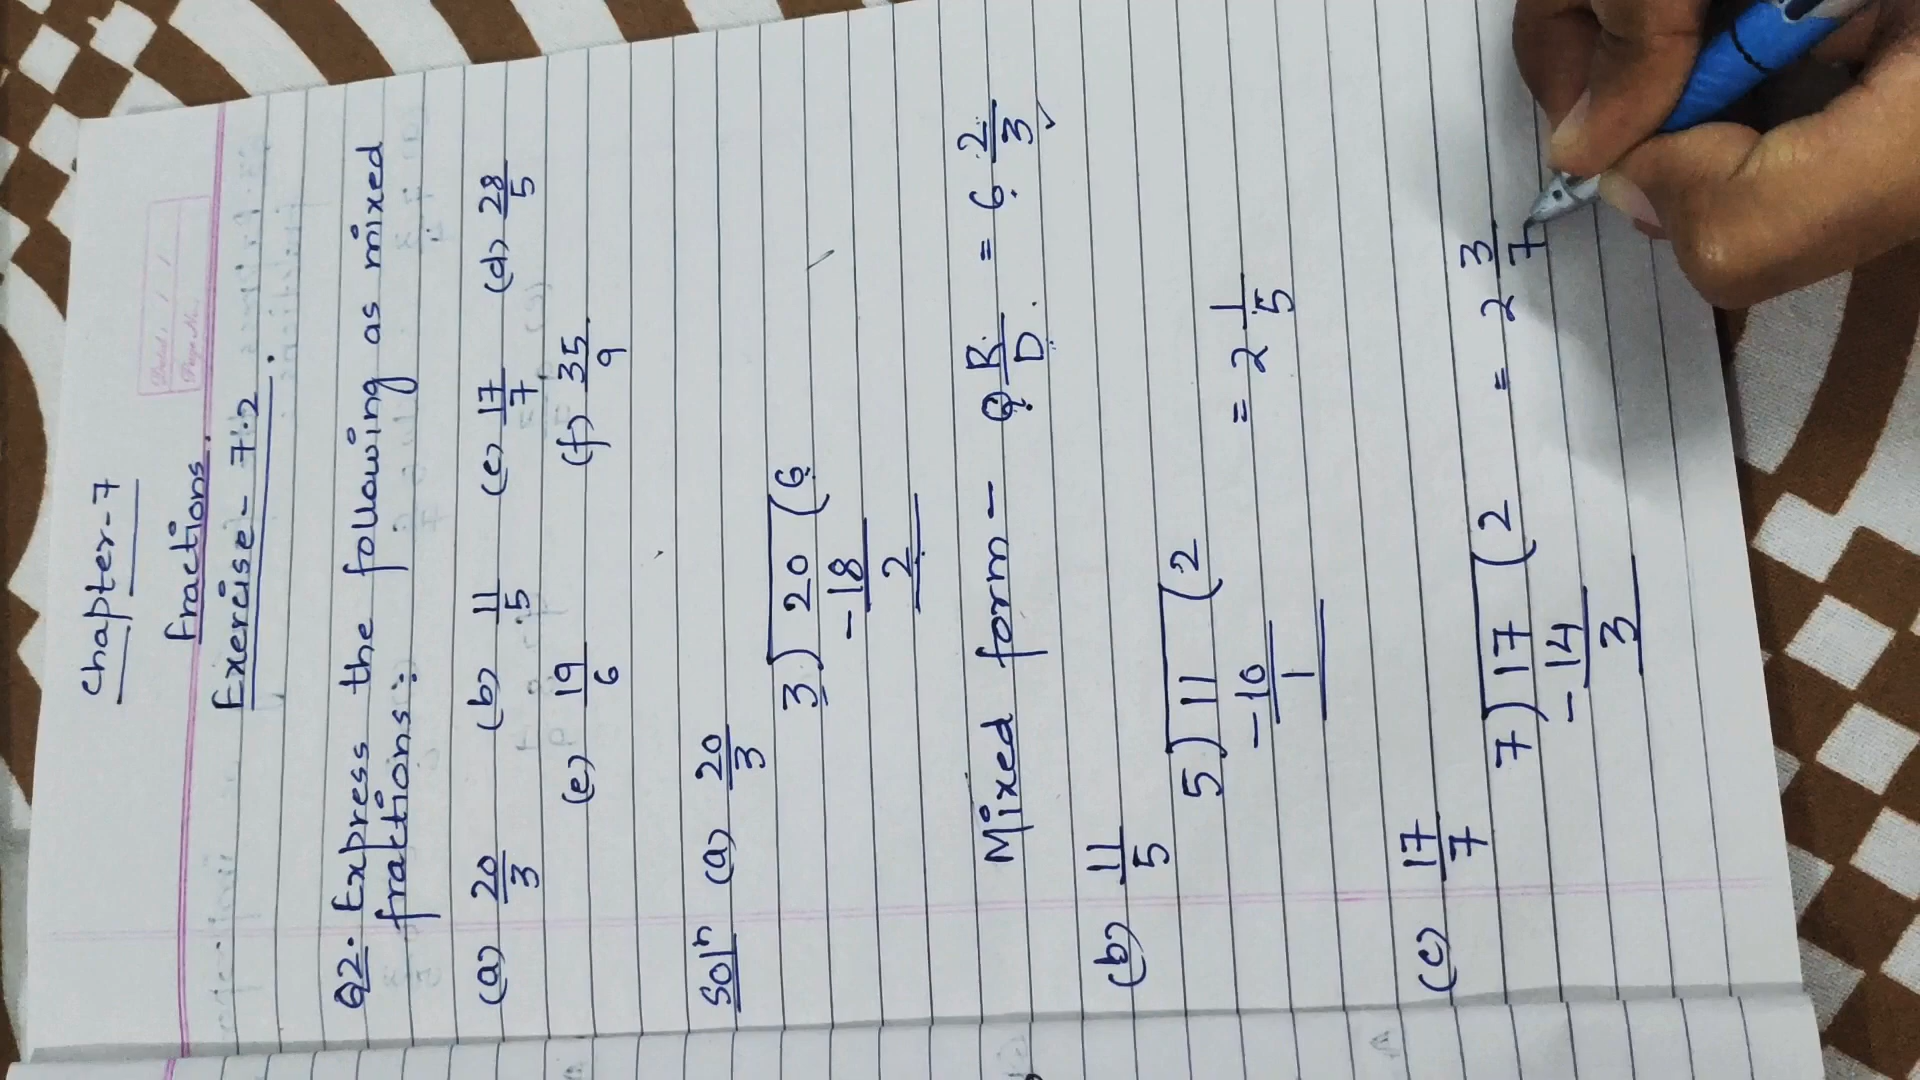 Chapter-7
Dated: / /
Page No.
Fractions.
Exercise- 7.2.
Q2. Express the following as mixed
fractions:
(a) 20/3 (b) 11/5 (c) 17/7 (d) 28/5
(e) 19/6 (f) 35/9
Solⁿ (a) 20/3
3) 20 (6
-18
2
Mixed form- Q R/D. = 6 2/3
(b) 11/5
5) 11 (2
-10 = 2 1/5
1
(c) 17/7
7) 17 (2 = 2 3/7
-14
3